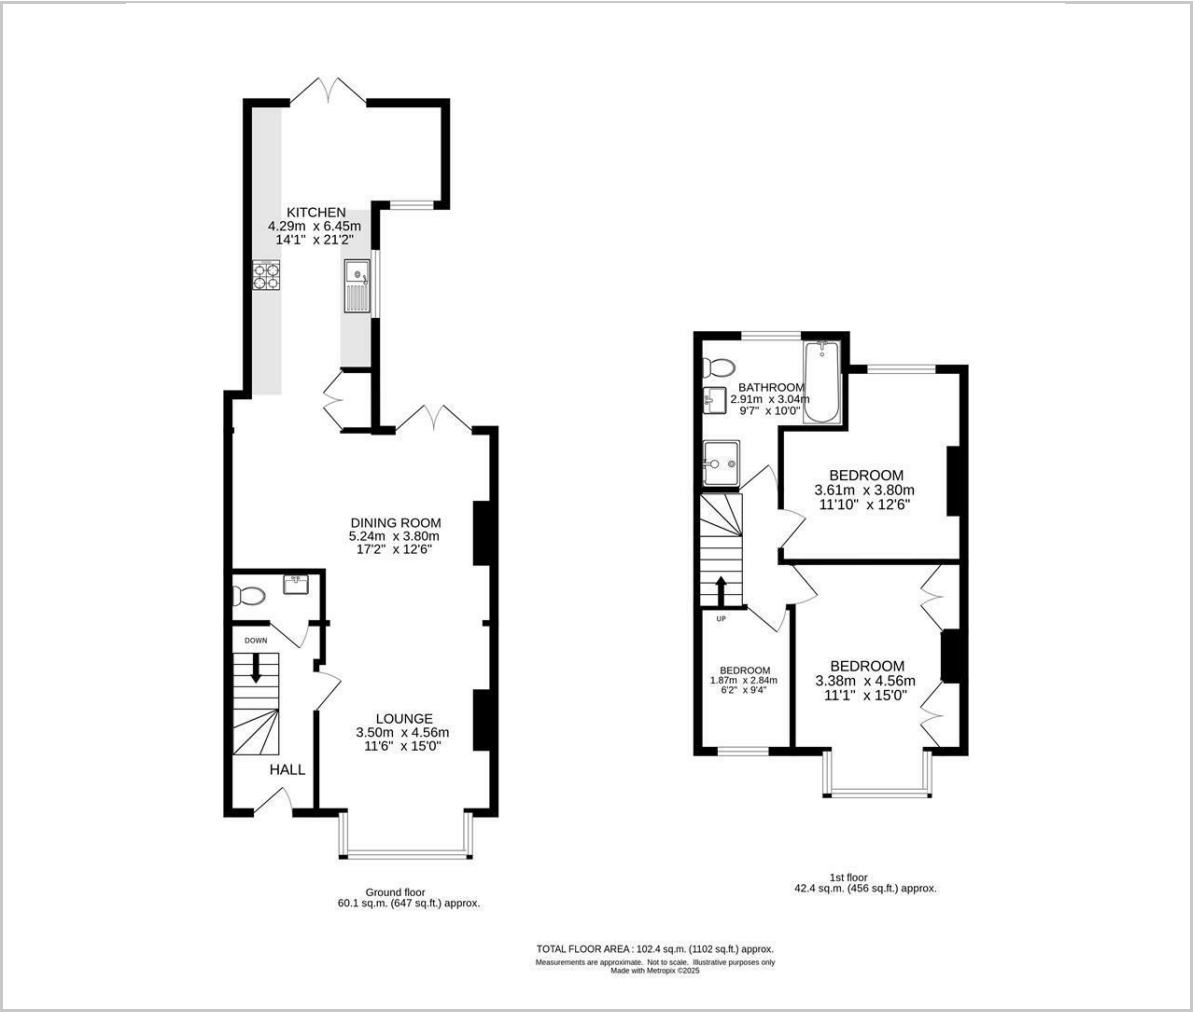 KITCHEN
4.29m x 6.45m
14'1" x 21'2"
DINING ROOM
5.24m x 3.80m
17'2" x 12'6"
DOWN
LOUNGE
3.50m x 4.56m
11'6" x 15'0"
HALL
Ground floor
60.1 sq.m. (647 sq.ft.) approx.
BATHROOM
2.91m x 3.04m
9'7" x 10'0"
BEDROOM
3.61m x 3.80m
11'10" x 12'6"
UP
BEDROOM
1.87m x 2.84m
6'2" x 9'4"
BEDROOM
3.38m x 4.56m
11'1" x 15'0"
1st floor
42.4 sq.m. (456 sq.ft.) approx.
TOTAL FLOOR AREA : 102.4 sq.m. (1102 sq.ft.) approx.
Measurements are approximate. Not to scale. Illustrative purposes only
Made with Metropix ©2025